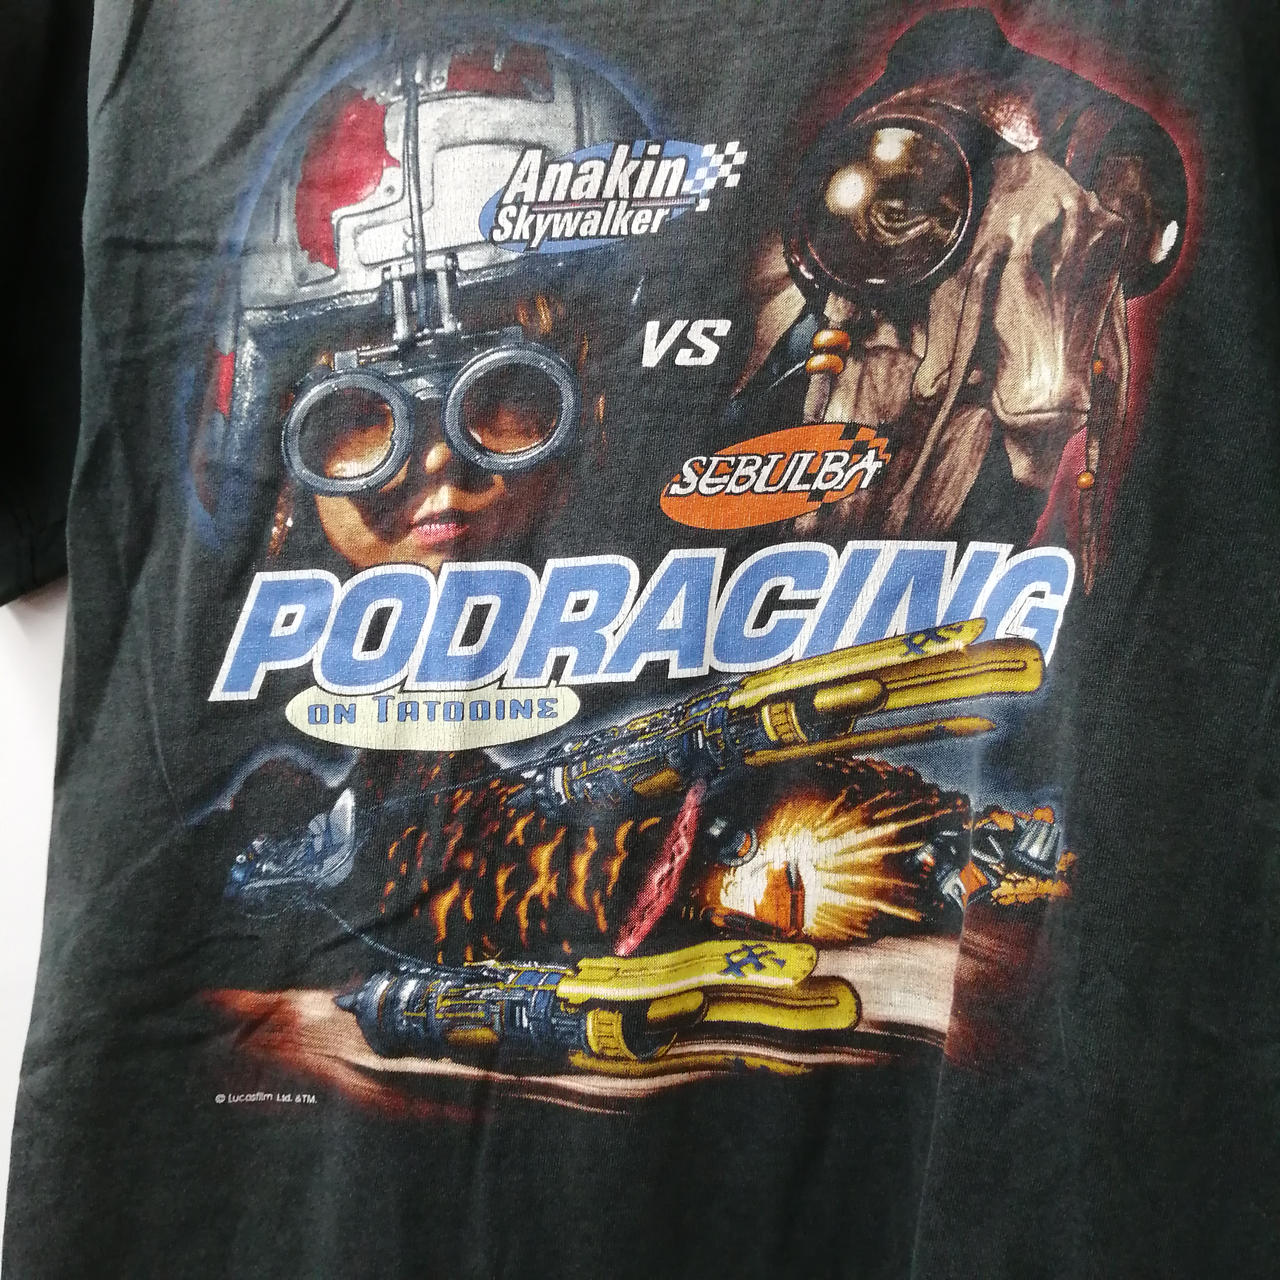 Anakin
Skywalker
VS
SEBULBA
PODRACING
ON TATOOINE
© Lucasfilm Ltd. & TM.